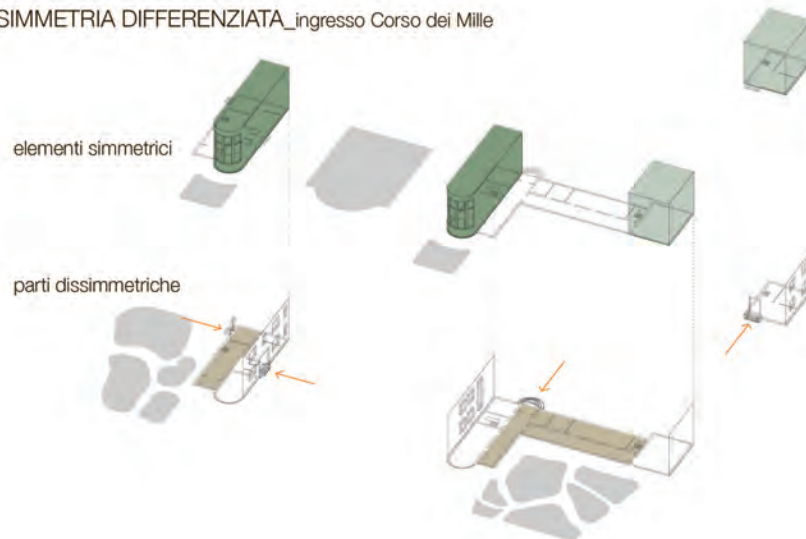 SIMMETRIA DIFFERENZIATA_ingresso Corso dei Mille
elementi simmetrici
parti dissimmetriche